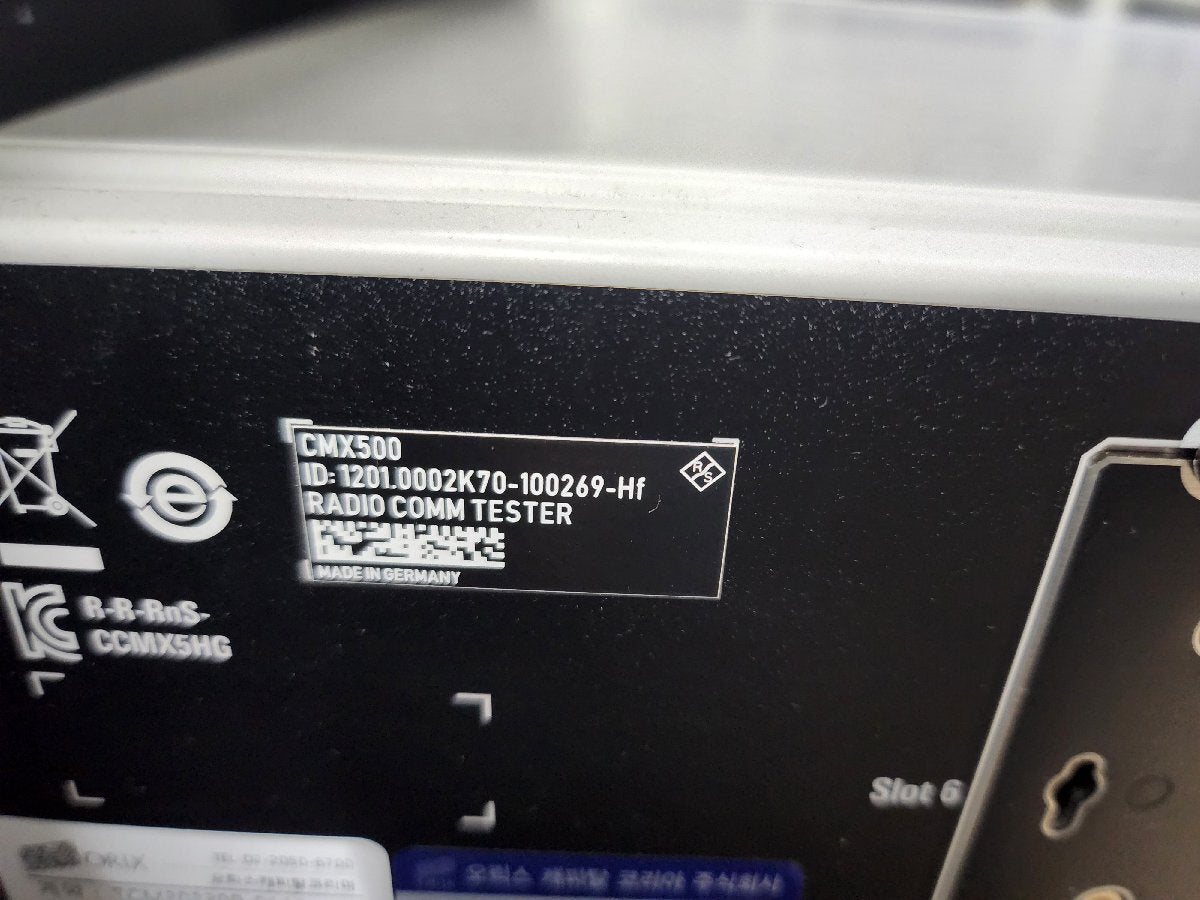 CMX500
ID: 1201.0002K70-100269-Hf
RADIO COMM TESTER
MADE IN GERMANY
R&S
e
R-R-RnS-
CCMX5HG
Slot 6
ORIX
오릭스 캐피탈 코리아 주식회사